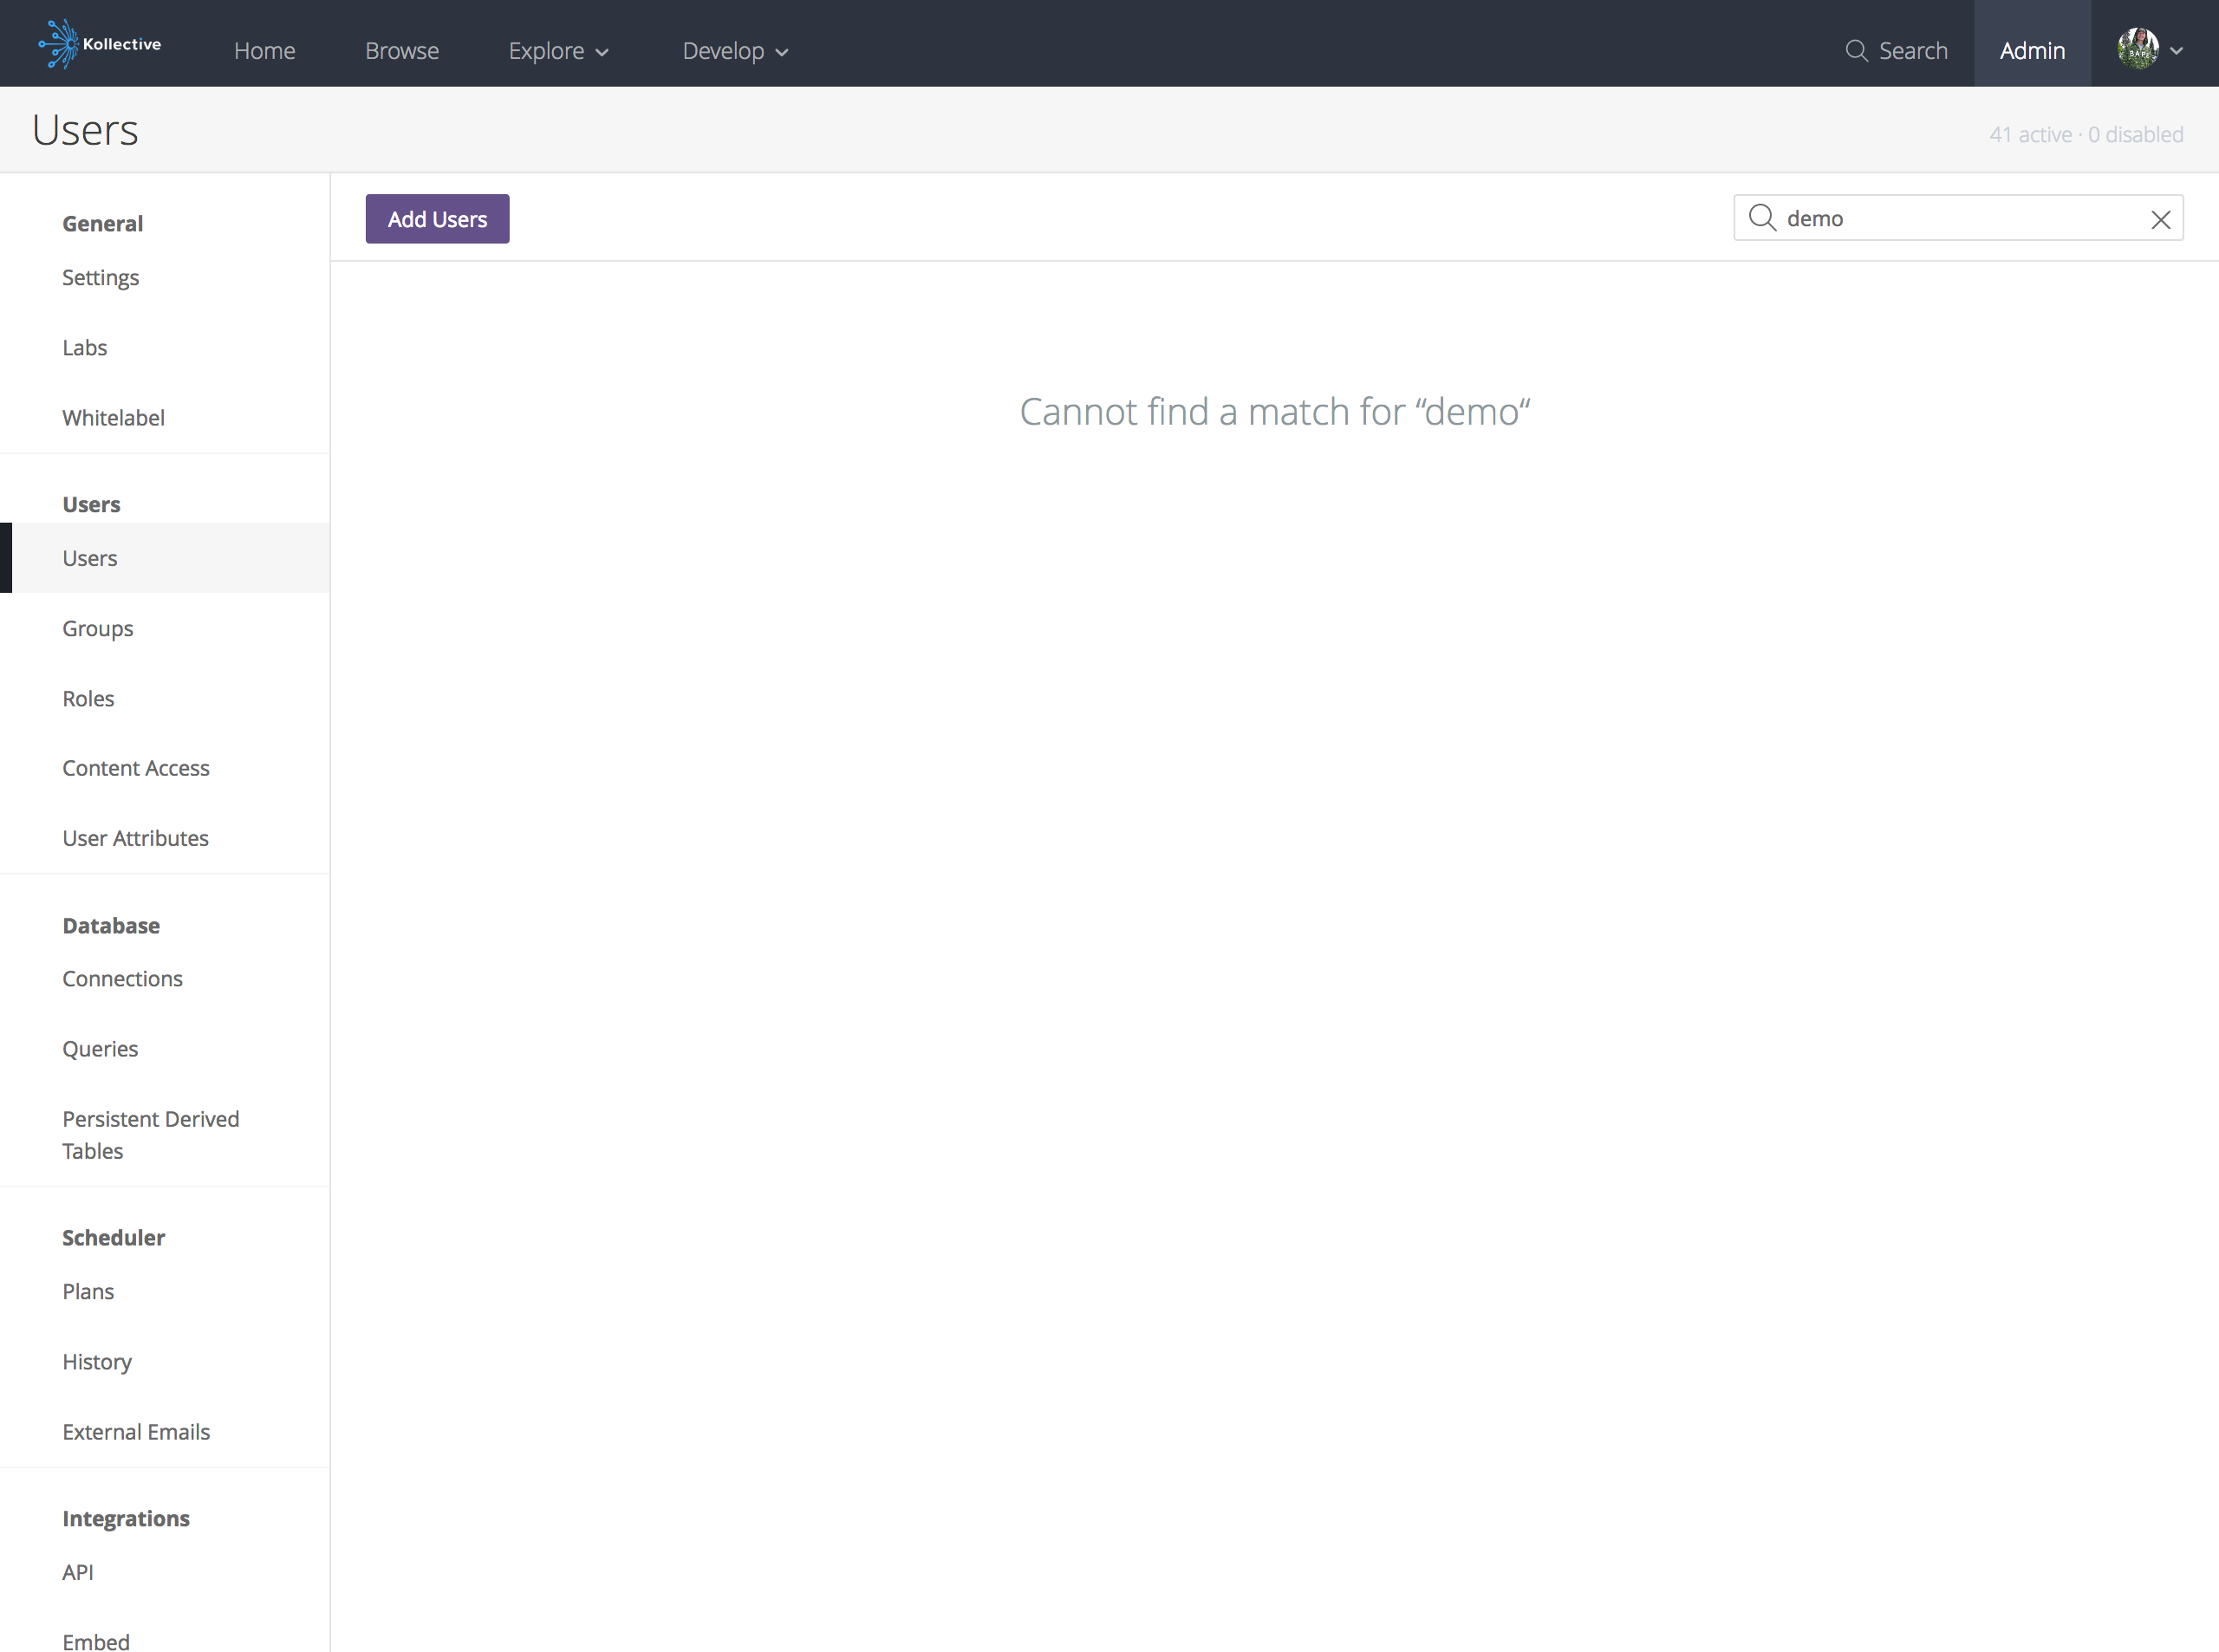 Kollective
Home
Browse
Explore
Develop
Search
Admin
Users
41 active · 0 disabled
General
Settings
Labs
Whitelabel
Users
Users
Groups
Roles
Content Access
User Attributes
Database
Connections
Queries
Persistent Derived
Tables
Scheduler
Plans
History
External Emails
Integrations
API
Embed
Add Users
demo
Cannot find a match for “demo“